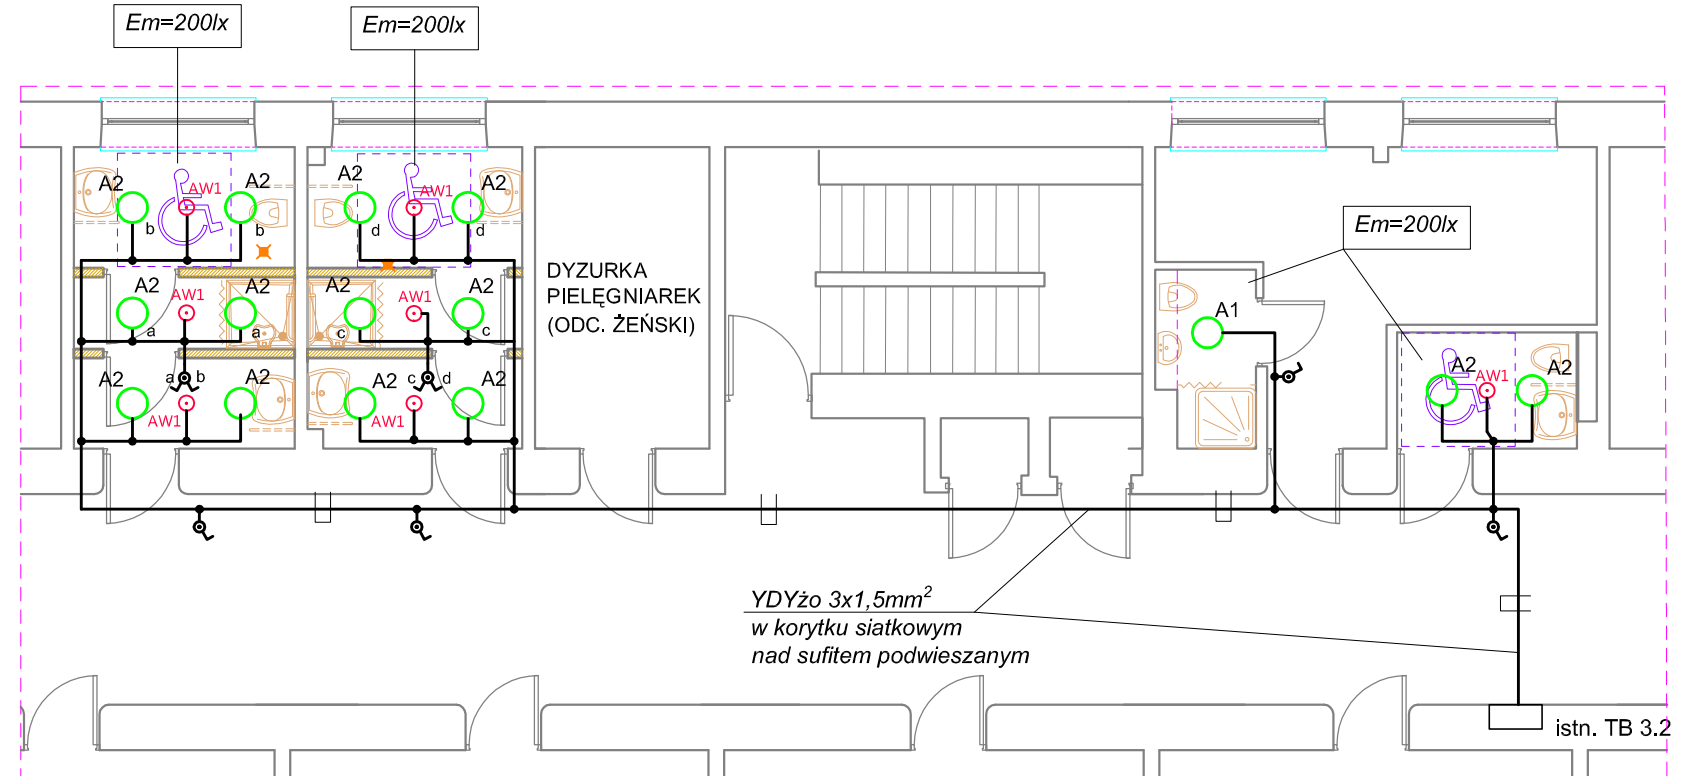 Em=200lx
Em=200lx
A2
AW1
A2
A2
AW1
A2
b
b
d
d
Em=200lx
A2
AW1
A2
A2
AW1
A2
DYZURKA
PIELĘGNIAREK
(ODC. ŻEŃSKI)
a
a
c
c
A1
A2
a
b
A2
AW1
A2
c
d
A2
AW1
A2
AW1
A2
YDYżo 3x1,5mm²
w korytku siatkowym
nad sufitem podwieszanym
istn. TB 3.2